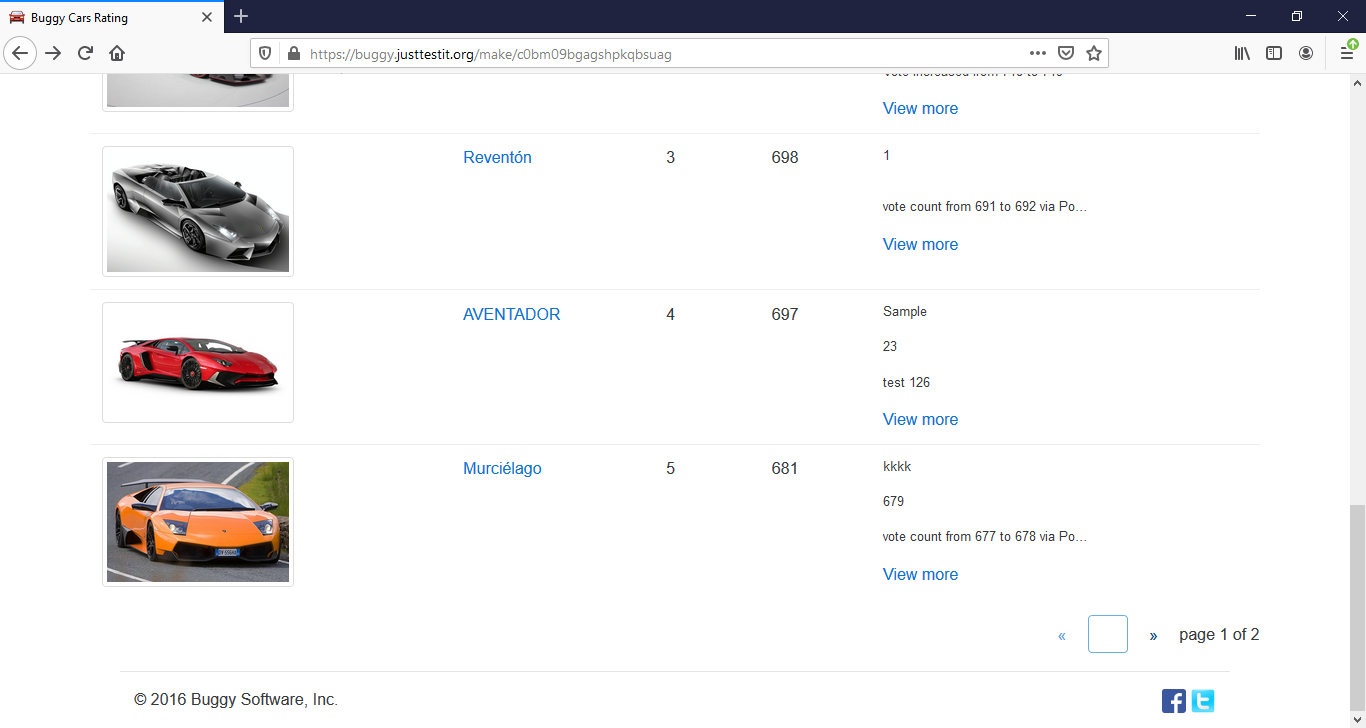 Buggy Cars Rating
https://buggy.justtestit.org/make/c0bm09bgagshpkqbsuag
View more
Reventón 3 698 1
vote count from 691 to 692 via Po...
View more
AVENTADOR 4 697 Sample
23
test 126
View more
Murciélago 5 681 kkkk
679
vote count from 677 to 678 via Po...
View more
« » page 1 of 2
© 2016 Buggy Software, Inc.